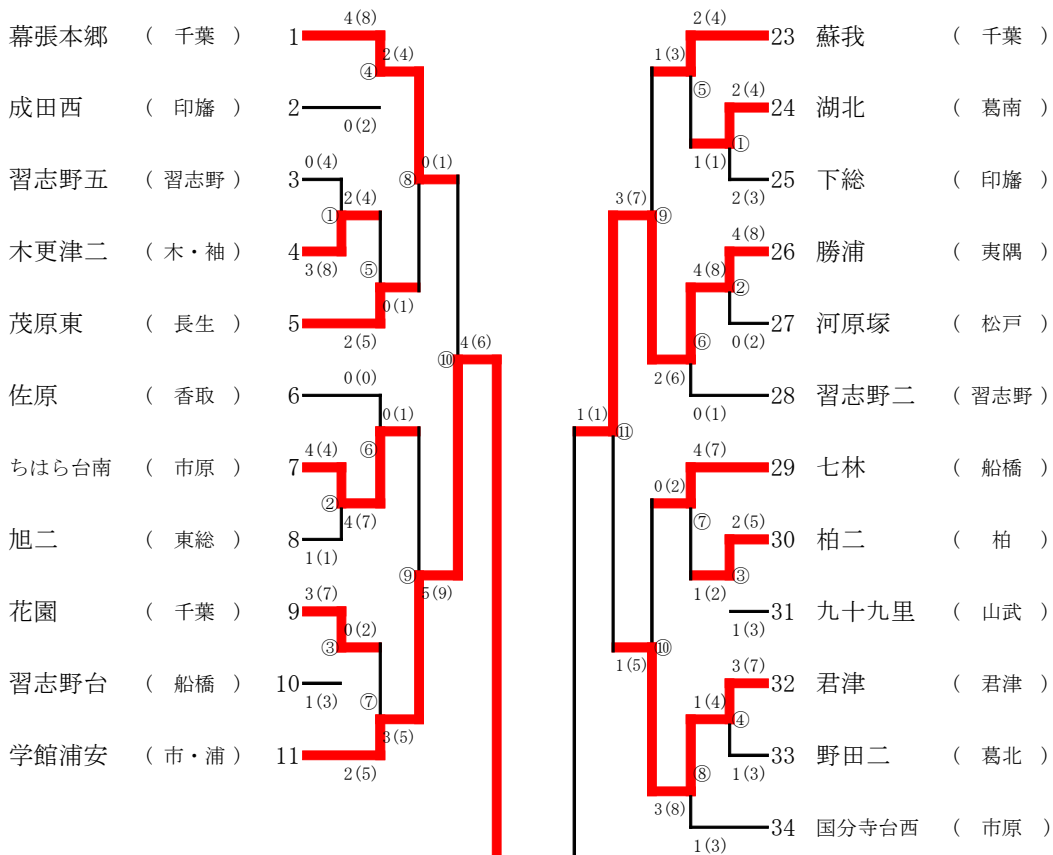 4(8)
幕張本郷 ( 千葉 ) 1
2(4)
④
成田西 ( 印旛 ) 2
0(2)
0(4)
習志野五 ( 習志野 ) 3
0(1)
⑧
2(4)
①
木更津二 ( 木・袖 ) 4
3(8)
⑤
0(1)
茂原東 ( 長生 ) 5
2(5)
4(6)
⑩
0(0)
佐原 ( 香取 ) 6
0(1)
⑥
4(4)
ちはら台南 ( 市原 ) 7
②
4(7)
旭二 ( 東総 ) 8
1(1)
⑨
5(9)
3(7)
花園 ( 千葉 ) 9
0(2)
③
習志野台 ( 船橋 ) 10
1(3)
⑦
3(5)
学館浦安 ( 市・浦 ) 11
2(5)
2(4)
23 蘇我 ( 千葉 )
1(3)
⑤
2(4)
24 湖北 ( 葛南 )
①
1(1)
25 下総 ( 印旛 )
2(3)
3(7)
⑨
4(8)
26 勝浦 ( 夷隅 )
4(8)
②
27 河原塚 ( 松戸 )
0(2)
⑥
2(6)
28 習志野二 ( 習志野 )
0(1)
1(1)
⑪
4(7)
29 七林 ( 船橋 )
0(2)
⑦
2(5)
30 柏二 ( 柏 )
③
1(2)
31 九十九里 ( 山武 )
1(3)
⑩
1(5)
3(7)
32 君津 ( 君津 )
1(4)
④
33 野田二 ( 葛北 )
1(3)
⑧
3(8)
34 国分寺台西 ( 市原 )
1(3)